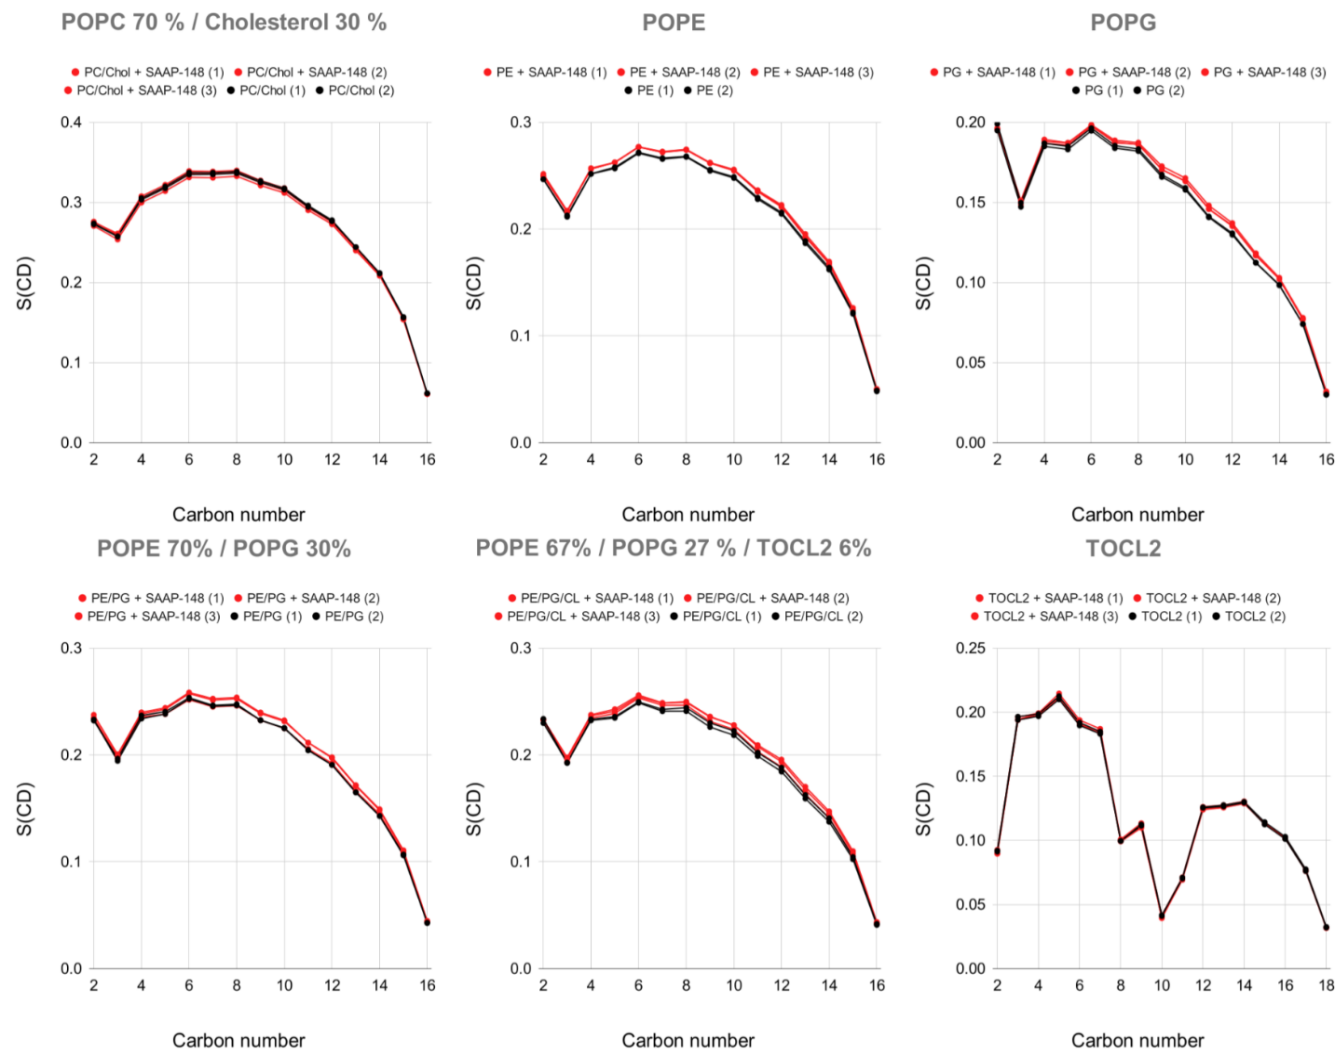 POPC 70 % / Cholesterol 30 %
PC/Chol + SAAP-148 (1) PC/Chol + SAAP-148 (2)
PC/Chol + SAAP-148 (3) PC/Chol (1) PC/Chol (2)
0.4
0.3
0.2
0.1
0.0
S(CD)
2 4 6 8 10 12 14 16
Carbon number
POPE
PE + SAAP-148 (1) PE + SAAP-148 (2) PE + SAAP-148 (3)
PE (1) PE (2)
0.3
0.2
0.1
0.0
S(CD)
2 4 6 8 10 12 14 16
Carbon number
POPG
PG + SAAP-148 (1) PG + SAAP-148 (2) PG + SAAP-148 (3)
PG (1) PG (2)
0.20
0.15
0.10
0.05
0.00
S(CD)
2 4 6 8 10 12 14 16
Carbon number
POPE 70% / POPG 30%
PE/PG + SAAP-148 (1) PE/PG + SAAP-148 (2)
PE/PG + SAAP-148 (3) PE/PG (1) PE/PG (2)
0.3
0.2
0.1
0.0
S(CD)
2 4 6 8 10 12 14 16
Carbon number
POPE 67% / POPG 27 % / TOCL2 6%
PE/PG/CL + SAAP-148 (1) PE/PG/CL + SAAP-148 (2)
PE/PG/CL + SAAP-148 (3) PE/PG/CL (1) PE/PG/CL (2)
0.3
0.2
0.1
0.0
S(CD)
2 4 6 8 10 12 14 16
Carbon number
TOCL2
TOCL2 + SAAP-148 (1) TOCL2 + SAAP-148 (2)
TOCL2 + SAAP-148 (3) TOCL2 (1) TOCL2 (2)
0.25
0.20
0.15
0.10
0.05
0.00
S(CD)
2 4 6 8 10 12 14 16 18
Carbon number